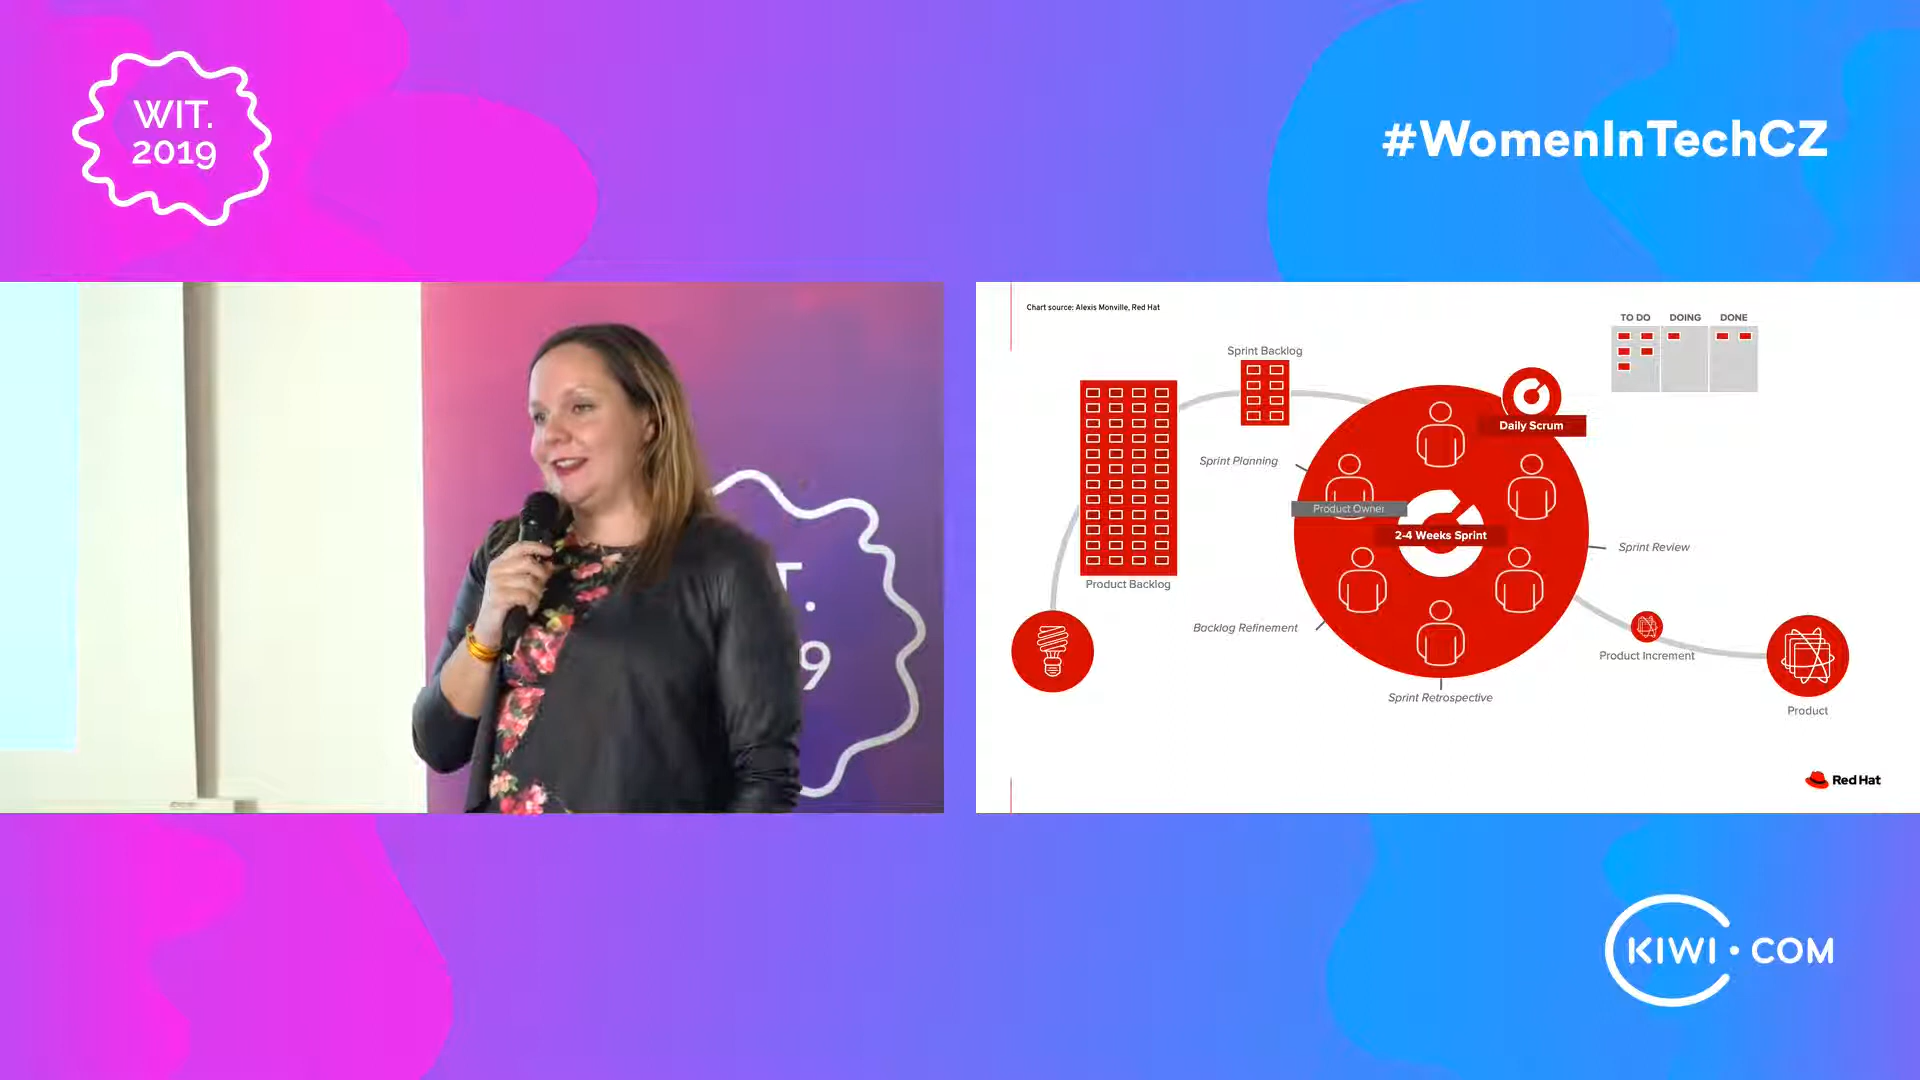 WIT.
2019
#WomenInTechCZ
T.
9
Chart source: Alexis Monville, Red Hat
TO DO
DOING
DONE
Sprint Backlog
Daily Scrum
Sprint Planning
Product Owner
2-4 Weeks Sprint
Sprint Review
Product Backlog
Backlog Refinement
Product Increment
Sprint Retrospective
Product
Red Hat
KIWI.COM